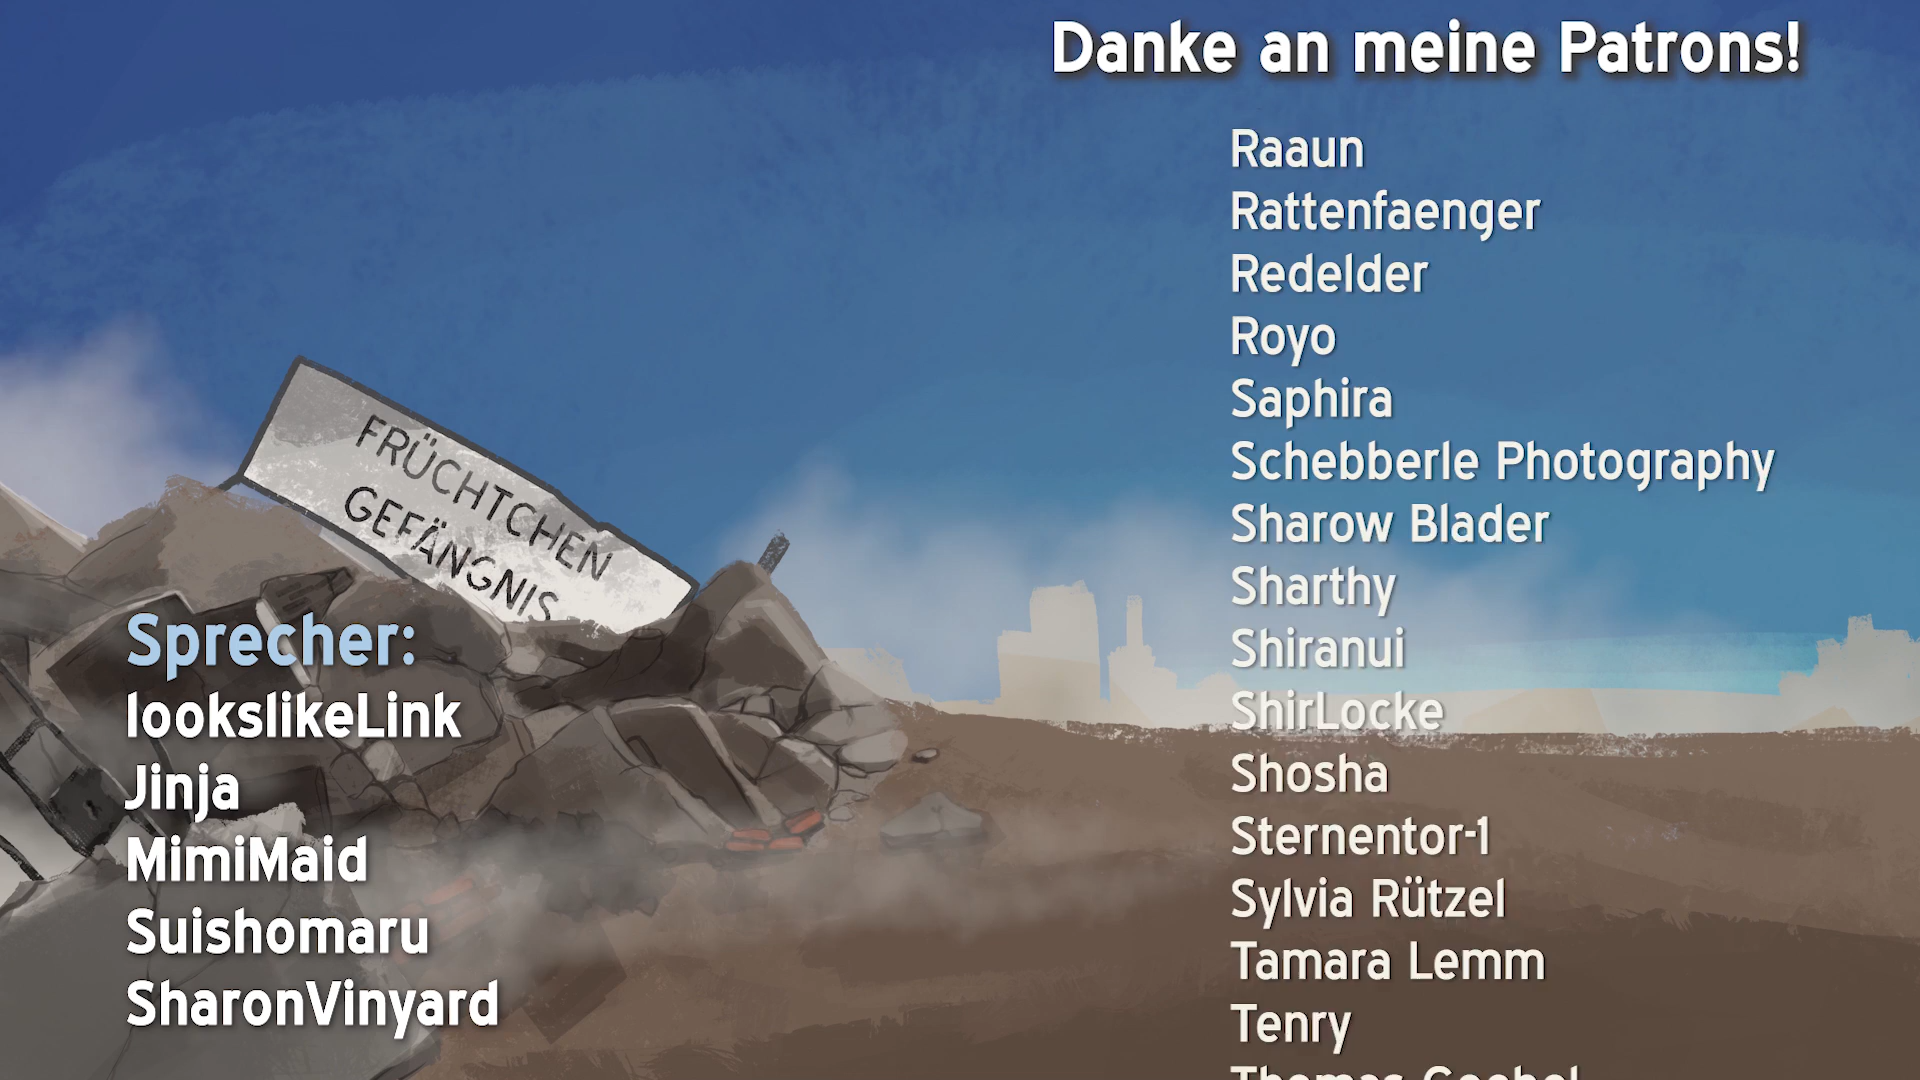 Danke an meine Patrons!
Raaun
Rattenfaenger
Redelder
Royo
Saphira
Schebberle Photography
Sharow Blader
Sharthy
Shiranui
ShirLocke
Shosha
Sternentor-1
Sylvia Rützel
Tamara Lemm
Tenry
FRÜCHTCHEN
GEFÄNGNIS
Sprecher:
lookslikeLink
Jinja
MimiMaid
Suishomaru
SharonVinyard